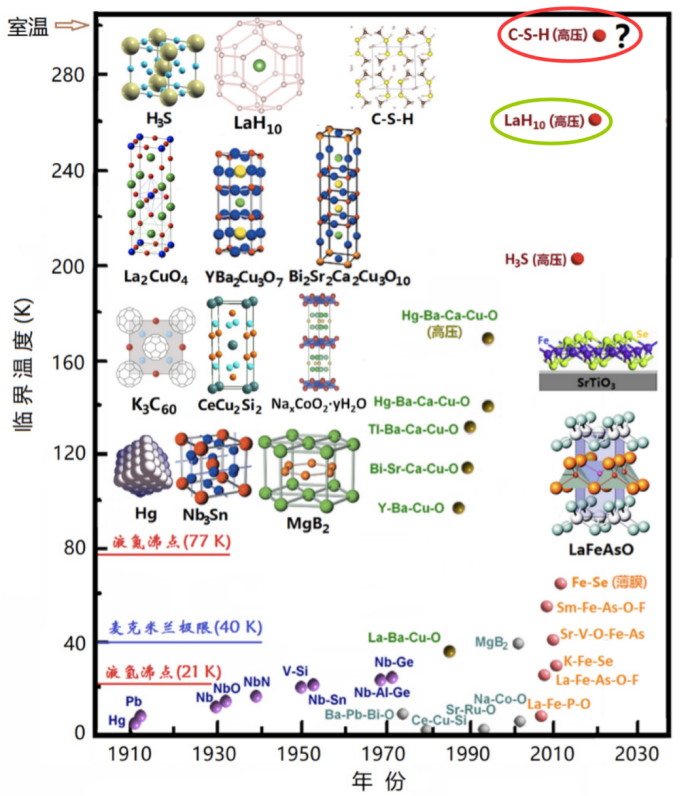 室温
280
240
200
160
120
80
40
0
临界温度 (K)
1910
1930
1950
1970
1990
2010
2030
年 份
C-S-H (高压) ?
LaH₁₀ (高压)
H₃S (高压)
H₃S
LaH₁₀
C-S-H
La₂CuO₄
YBa₂Cu₃O₇
Bi₂Sr₂Ca₂Cu₃O₁₀
K₃C₆₀
CeCu₂Si₂
NaₓCoO₂·yH₂O
Hg
Nb₃Sn
MgB₂
Hg-Ba-Ca-Cu-O
(高压)
Hg-Ba-Ca-Cu-O
Tl-Ba-Ca-Cu-O
Bi-Sr-Ca-Cu-O
Y-Ba-Cu-O
Fe
Se
SrTiO₃
LaFeAsO
液氮沸点 (77 K)
麦克米兰极限 (40 K)
液氢沸点 (21 K)
Fe-Se (薄膜)
Sm-Fe-As-O-F
Sr-V-O-Fe-As
K-Fe-Se
La-Fe-As-O-F
La-Fe-P-O
La-Ba-Cu-O
MgB₂
Na-Co-O
Sr-Ru-O
Ce-Cu-Si
Ba-Pb-Bi-O
Nb-Ge
Nb-Al-Ge
Nb-Sn
V-Si
NbN
NbO
Nb
Pb
Hg